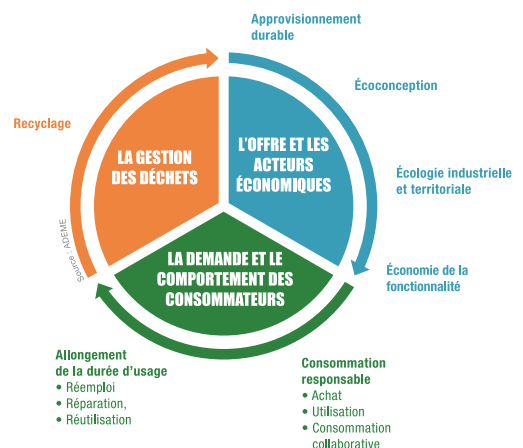 Approvisionnement
durable
Écoconception
Recyclage
LA GESTION
DES DÉCHETS
L'OFFRE ET LES
ACTEURS
ÉCONOMIQUES
Écologie industrielle
et territoriale
Source : ADEME
LA DEMANDE ET LE
COMPORTEMENT DES
CONSOMMATEURS
Économie de la
fonctionnalité
Allongement
de la durée d'usage
• Réemploi
• Réparation,
• Réutilisation
Consommation
responsable
• Achat
• Utilisation
• Consommation
collaborative